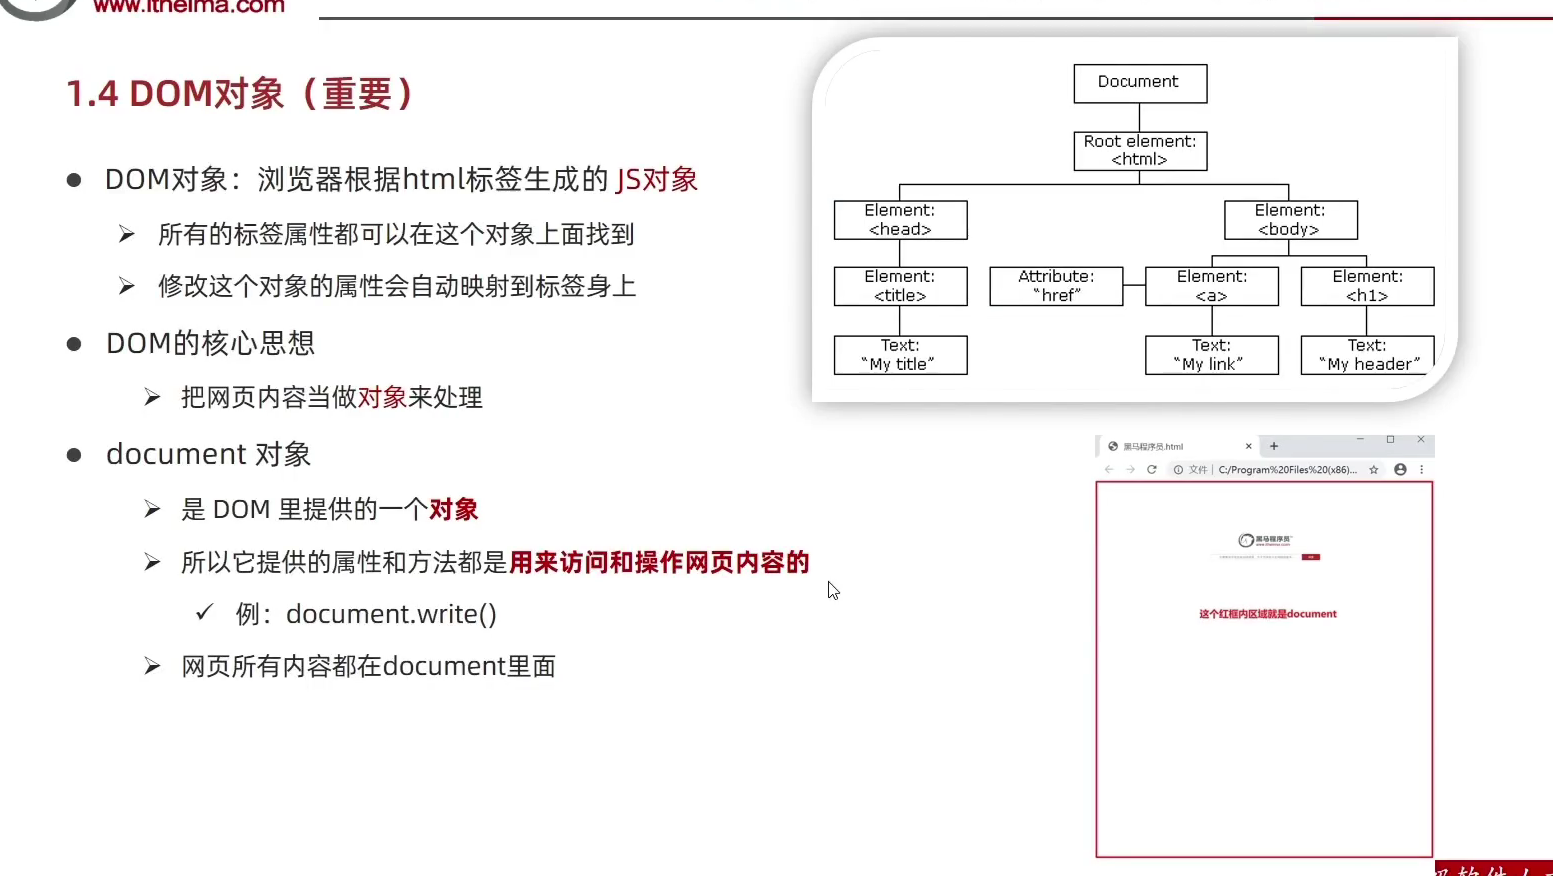 www.itheima.com
1.4 DOM对象（重要）
DOM对象：浏览器根据html标签生成的 JS对象
所有的标签属性都可以在这个对象上面找到
修改这个对象的属性会自动映射到标签身上
DOM的核心思想
把网页内容当做对象来处理
document 对象
是 DOM 里提供的一个对象
所以它提供的属性和方法都是用来访问和操作网页内容的
例：document.write()
网页所有内容都在document里面
Document
Root element:
<html>
Element:
<head>
Element:
<body>
Element:
<title>
Attribute:
“href”
Element:
<a>
Element:
<h1>
Text:
“My title”
Text:
“My link”
Text:
“My header”
黑马程序员.html
文件 | C:/Program%20Files%20(x86)...
黑马程序员
www.itheima.com
这个红框内区域就是document